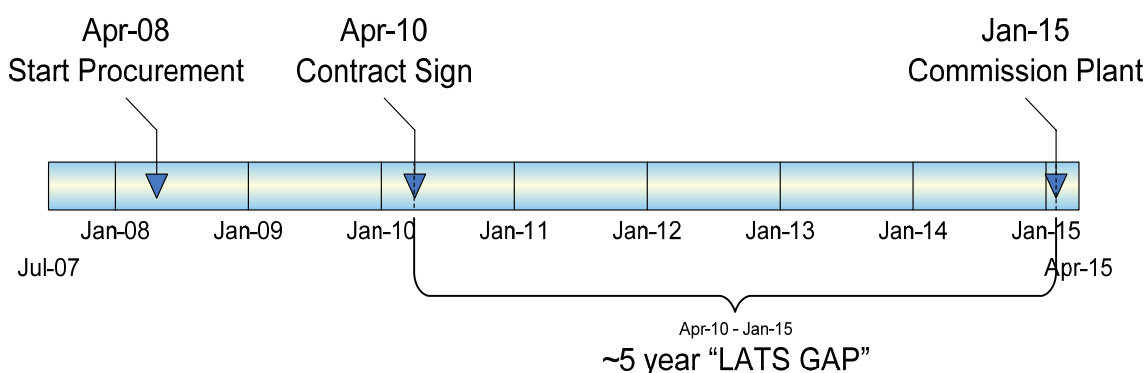 Apr-08
Start Procurement
Apr-10
Contract Sign
Jan-15
Commission Plant
Jan-08
Jan-09
Jan-10
Jan-11
Jan-12
Jan-13
Jan-14
Jan-15
Jul-07
Apr-15
Apr-10 - Jan-15
~5 year “LATS GAP”